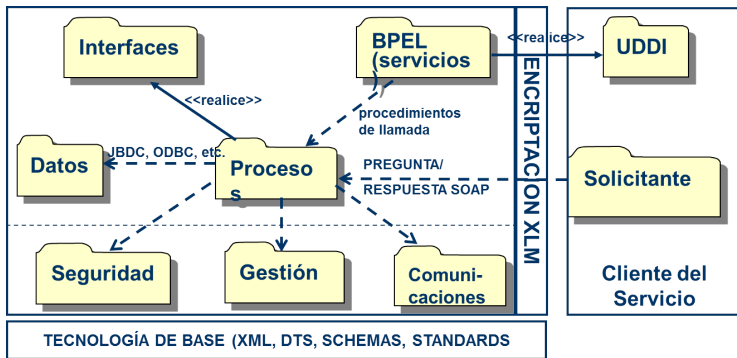 Interfaces
BPEL
(servicios
)
<<realice>>
UDDI
<<realice>>
procedimientos
de llamada
JBDC, ODBC, etc.
Datos
Proceso
s
PREGUNTA/
RESPUESTA SOAP
Solicitante
ENCRIPTACION XLM
Seguridad
Gestión
Comuni-
caciones
Cliente del
Servicio
TECNOLOGÍA DE BASE (XML, DTS, SCHEMAS, STANDARDS